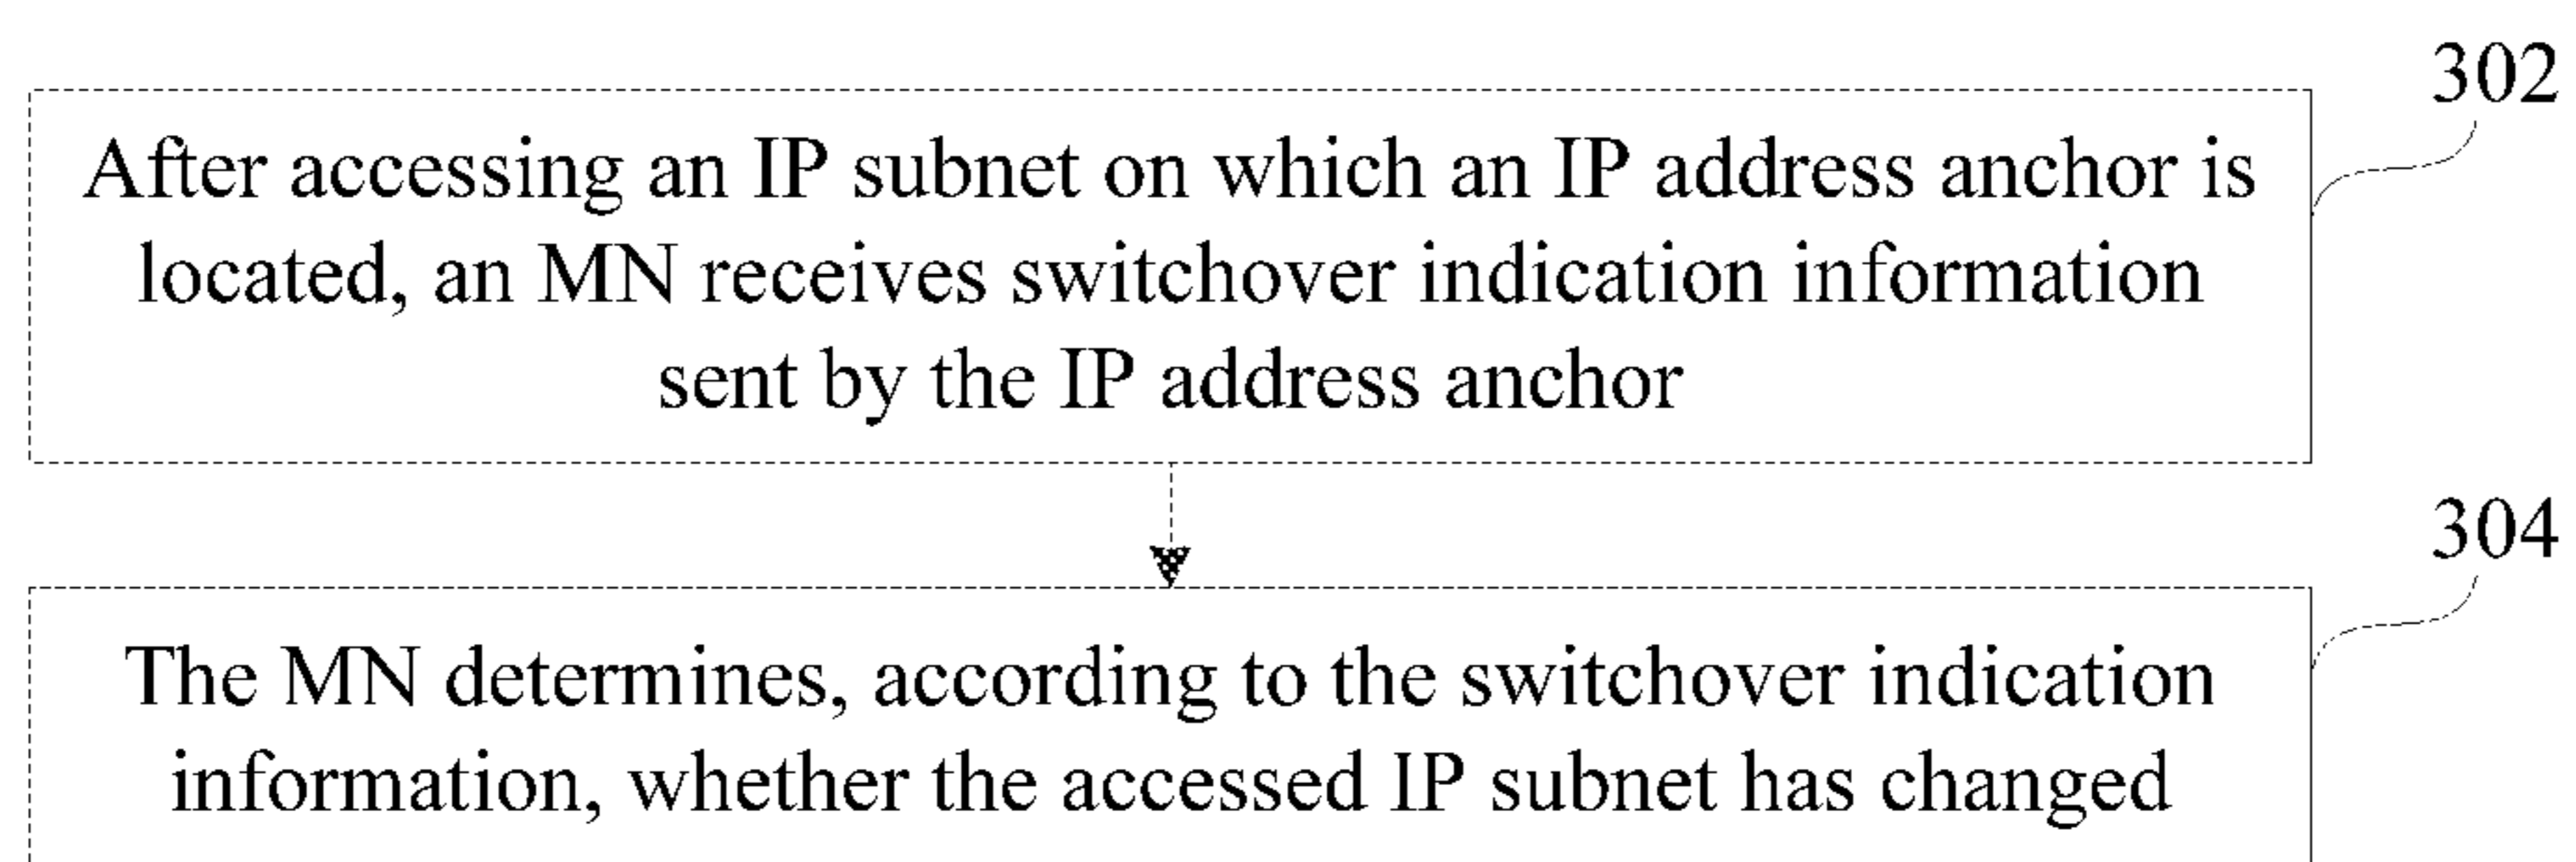 302
After accessing an IP subnet on which an IP address anchor is
located, an MN receives switchover indication information
sent by the IP address anchor
304
The MN determines, according to the switchover indication
information, whether the accessed IP subnet has changed